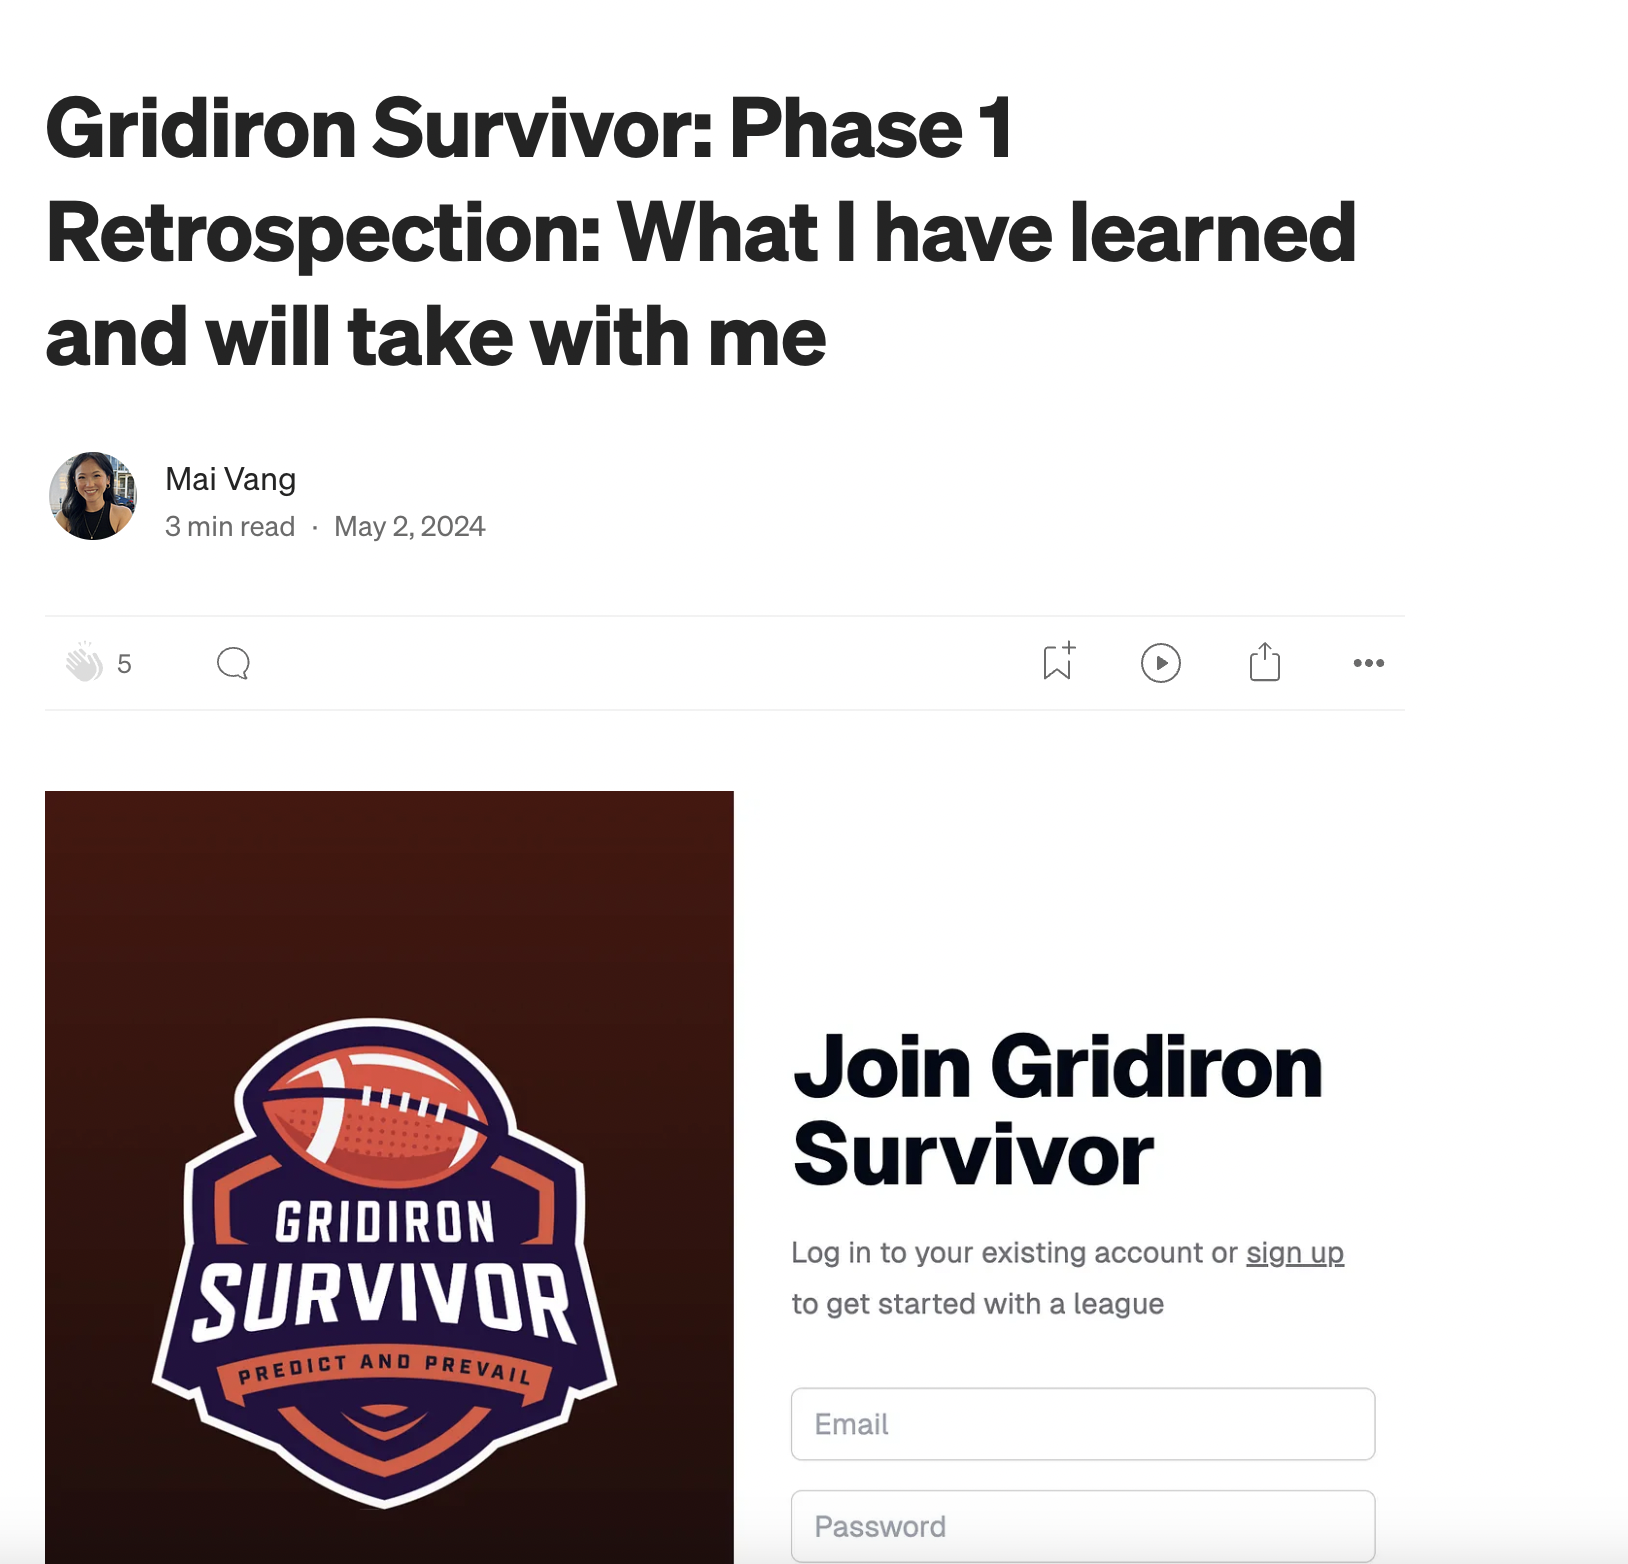 Gridiron Survivor: Phase 1
Retrospection: What I have learned
and will take with me
Mai Vang
3 min read · May 2, 2024
5
GRIDIRON
SURVIVOR
PREDICT AND PREVAIL
Join Gridiron
Survivor
Log in to your existing account or sign up
to get started with a league
Email
Password